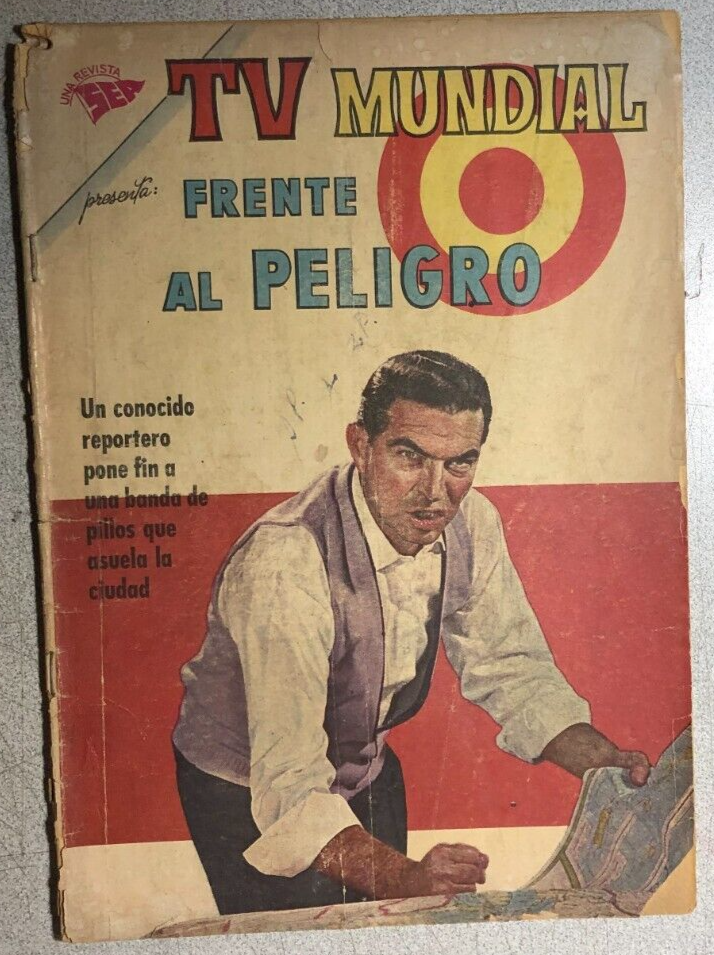 UNA REVISTA
SEA
TV MUNDIAL
presenta:
FRENTE
AL PELIGRO
Un conocido
reportero
pone fin a
una banda de
pillos que
asuela la
ciudad